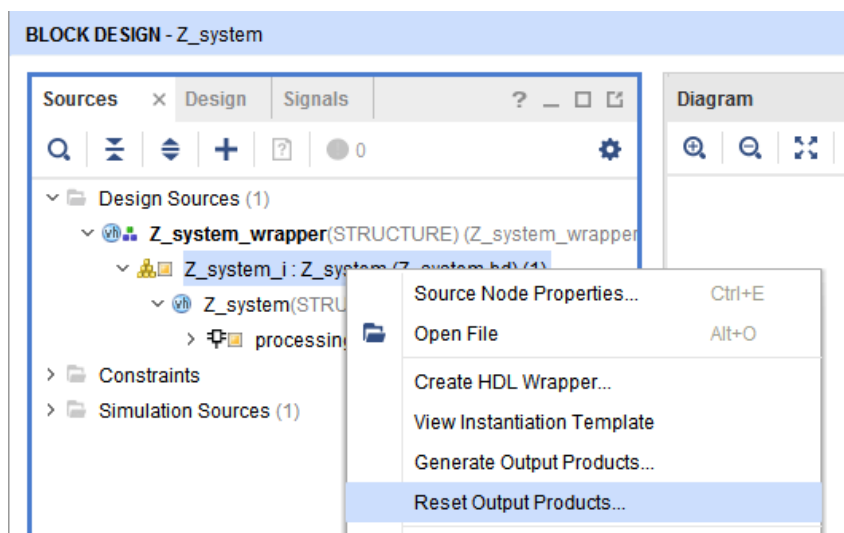 BLOCK DESIGN - Z_system
Sources × Design Signals ? Diagram
0
Design Sources (1)
Z_system_wrapper(STRUCTURE) (Z_system_wrapper
Z_system_i : Z_system (Z_system.bd) (1)
Source Node Properties... Ctrl+E
Z_system(STRU
Open File Alt+O
processing
Constraints
Create HDL Wrapper...
Simulation Sources (1)
View Instantiation Template
Generate Output Products...
Reset Output Products...